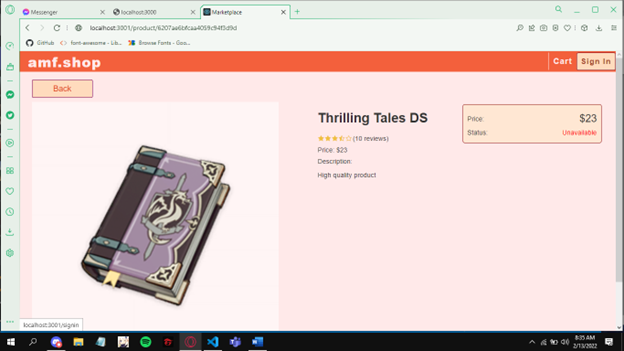 Messenger
localhost:3000
Marketplace
localhost:3001/product/6207ae6bfcaa4059c94f3d9d
GitHub
font-awesome - Lib...
Browse Fonts - Goo...
amf.shop
Cart
Sign In
Back
Thrilling Tales DS
(10 reviews)
Price: $23
Description:
High quality product
Price:
$23
Status:
Unavailable
localhost:3001/signin
8:35 AM
2/13/2022